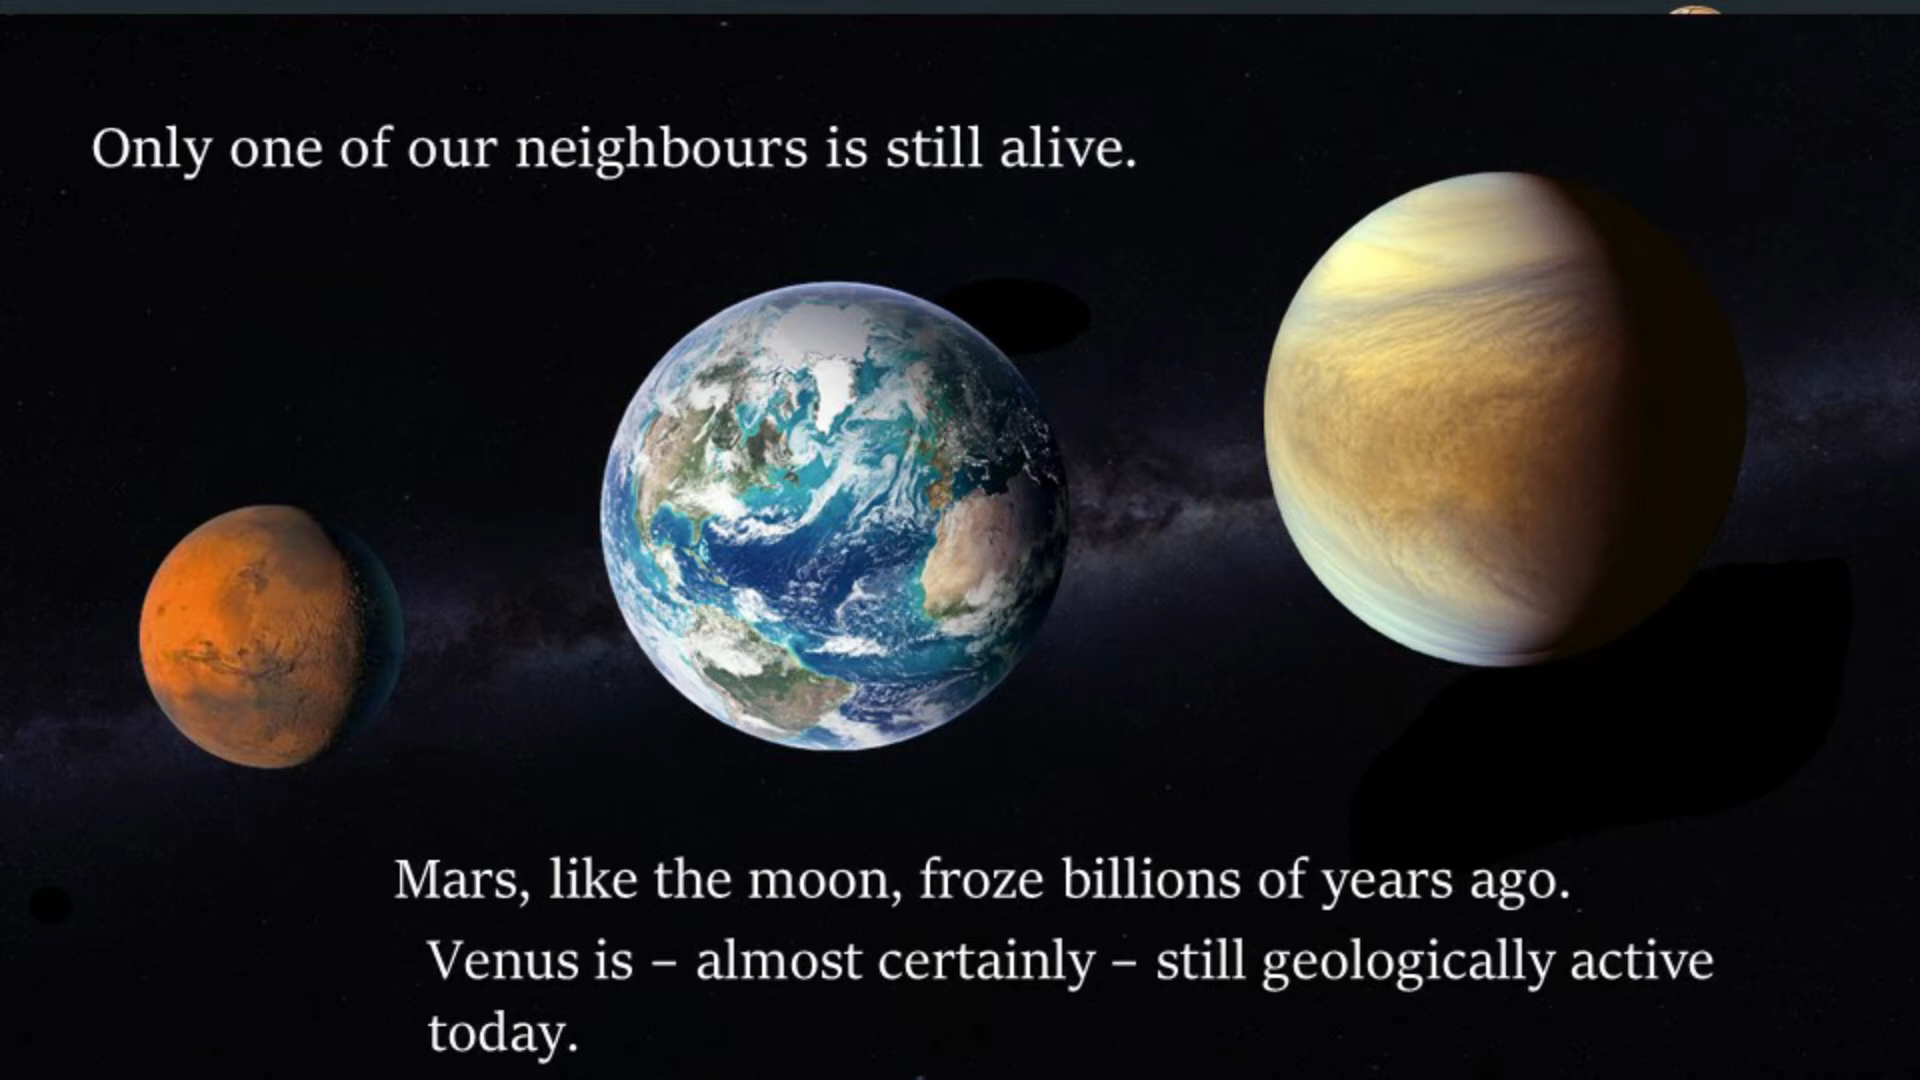 Only one of our neighbours is still alive.
Mars, like the moon, froze billions of years ago.
Venus is – almost certainly – still geologically active
today.